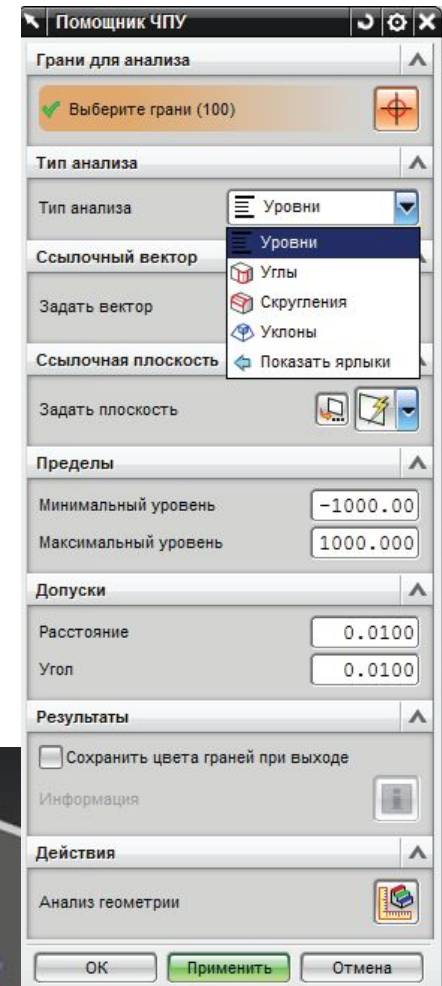 Помощник ЧПУ
Грани для анализа
Выберите грани (100)
Тип анализа
Тип анализа Уровни
Уровни
Ссылочный вектор
Углы
Скругления
Задать вектор
Уклоны
Ссылочная плоскость
Показать ярлыки
Задать плоскость
Пределы
Минимальный уровень -1000.00
Максимальный уровень 1000.000
Допуски
Расстояние 0.0100
Угол 0.0100
Результаты
Сохранить цвета граней при выходе
Информация
Действия
Анализ геометрии
ОК Применить Отмена